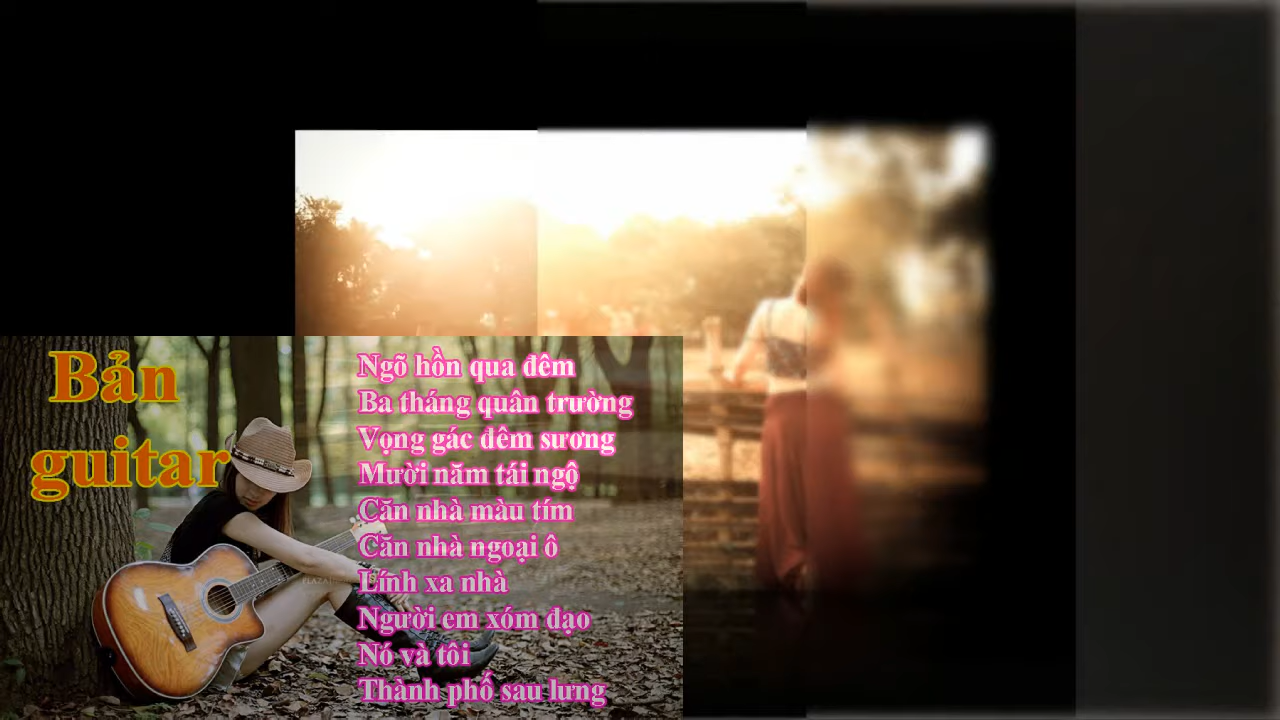 Bản
guitar
Ngõ hồn qua đêm
Ba tháng quân trường
Vọng gác đêm sương
Mười năm tái ngộ
Căn nhà màu tím
Căn nhà ngoại ô
Lính xa nhà
Người em xóm đạo
Nó và tôi
Thành phố sau lưng